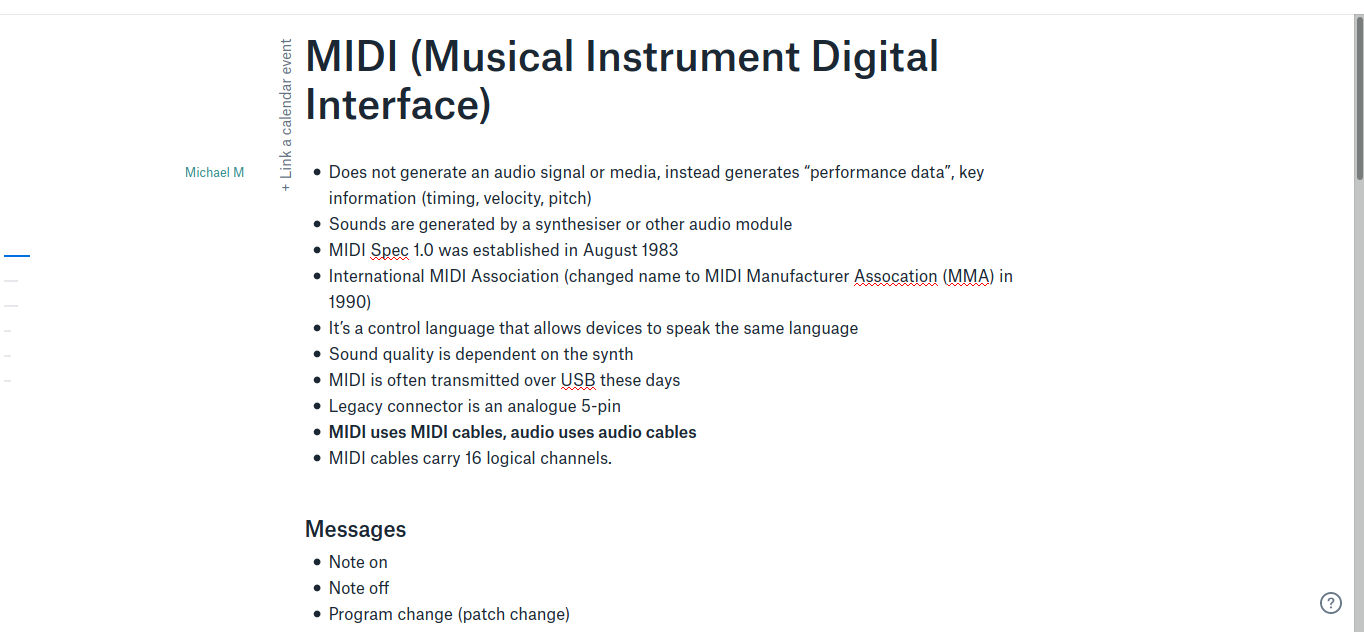 MIDI (Musical Instrument Digital
Interface)
+ Link a calendar event
Michael M
• Does not generate an audio signal or media, instead generates “performance data”, key
information (timing, velocity, pitch)
• Sounds are generated by a synthesiser or other audio module
• MIDI Spec 1.0 was established in August 1983
• International MIDI Association (changed name to MIDI Manufacturer Assocation (MMA) in
1990)
• It’s a control language that allows devices to speak the same language
• Sound quality is dependent on the synth
• MIDI is often transmitted over USB these days
• Legacy connector is an analogue 5-pin
• MIDI uses MIDI cables, audio uses audio cables
• MIDI cables carry 16 logical channels.
Messages
• Note on
• Note off
• Program change (patch change)
?